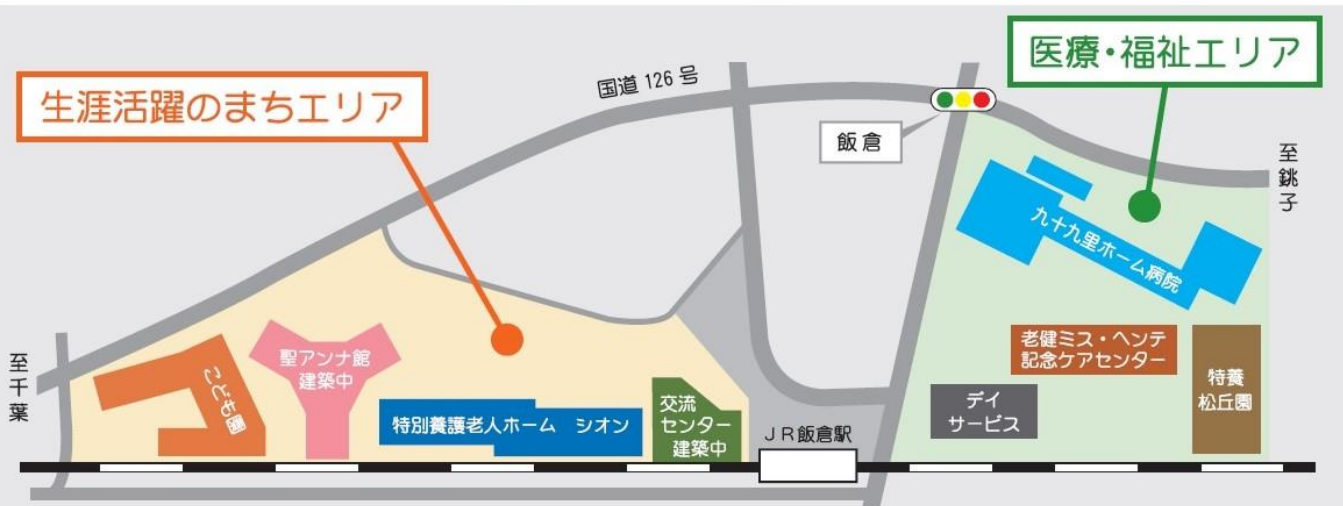 医療・福祉エリア
生涯活躍のまちエリア
国道 126 号
飯倉
至銚子
九十九里ホーム病院
至千葉
こども園
聖アンナ館
建築中
特別養護老人ホーム シオン
交流
センター
建築中
JR飯倉駅
老健ミス・ヘンテ
記念ケアセンター
デイ
サービス
特養
松丘園